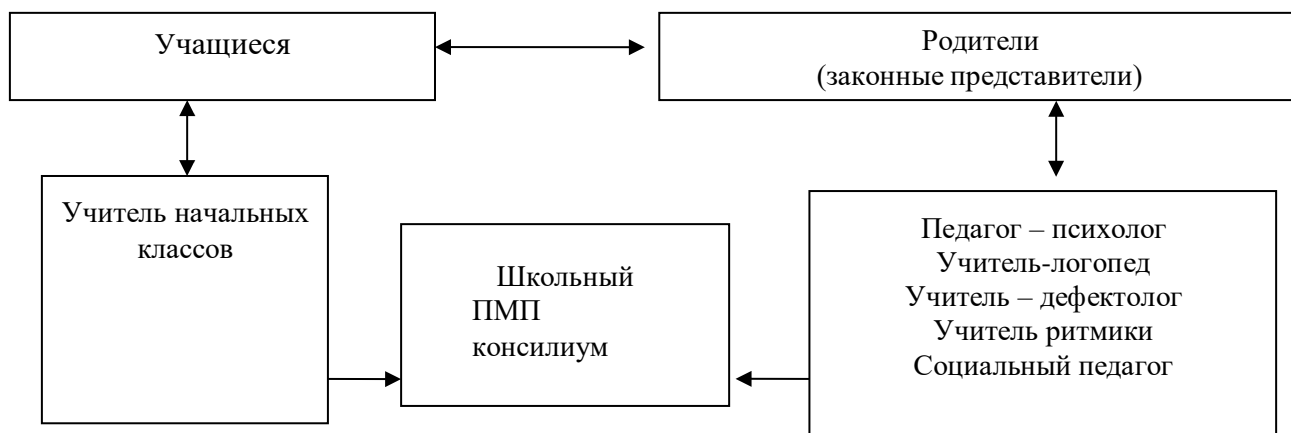 Учащиеся
Родители
(законные представители)
Учитель начальных
классов
Школьный
ПМП
консилиум
Педагог – психолог
Учитель-логопед
Учитель – дефектолог
Учитель ритмики
Социальный педагог